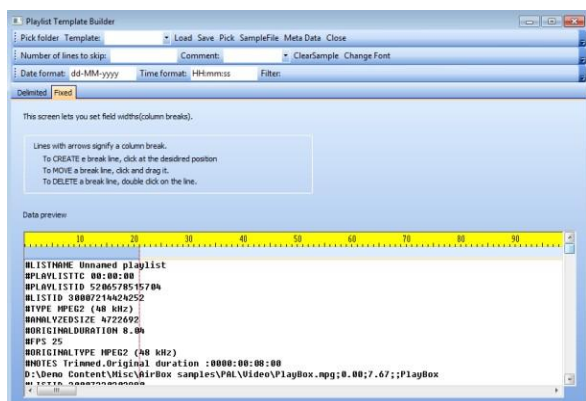 Playlist Template Builder
Pick folder Template: Load Save Pick SampleFile Meta Data Close
Number of lines to skip: Comment: ClearSample Change Font
Date format: dd-MM-yyyy Time format: HH:mm:ss Filter:
Delimited Fixed
This screen lets you set field widths(column breaks).
Lines with arrows signify a column break.
To CREATE e break line, click at the desidired position
To MOVE a break line, click and drag it.
To DELETE a break line, double click on the line.
Data preview
10 20 30 40 50 60 70 80 90
#LISTNAME Unnamed playlist
#PLAYLISTTC 00:00:00
#PLAYLISTID 5206578515704
#LISTID 30007214424252
#TYPE MPEG2 (48 kHz)
#ANALYZEDSIZE 4722692
#ORIGINALDURATION 8.04
#FPS 25
#ORIGINALTYPE MPEG2 (48 kHz)
#NOTES Trimmed.Original duration :0000:00:08:00
D:\Demo Content\Misc\AirBox samples\PAL\Video\PlayBox.mpg;0.00;7.67;;PlayBox